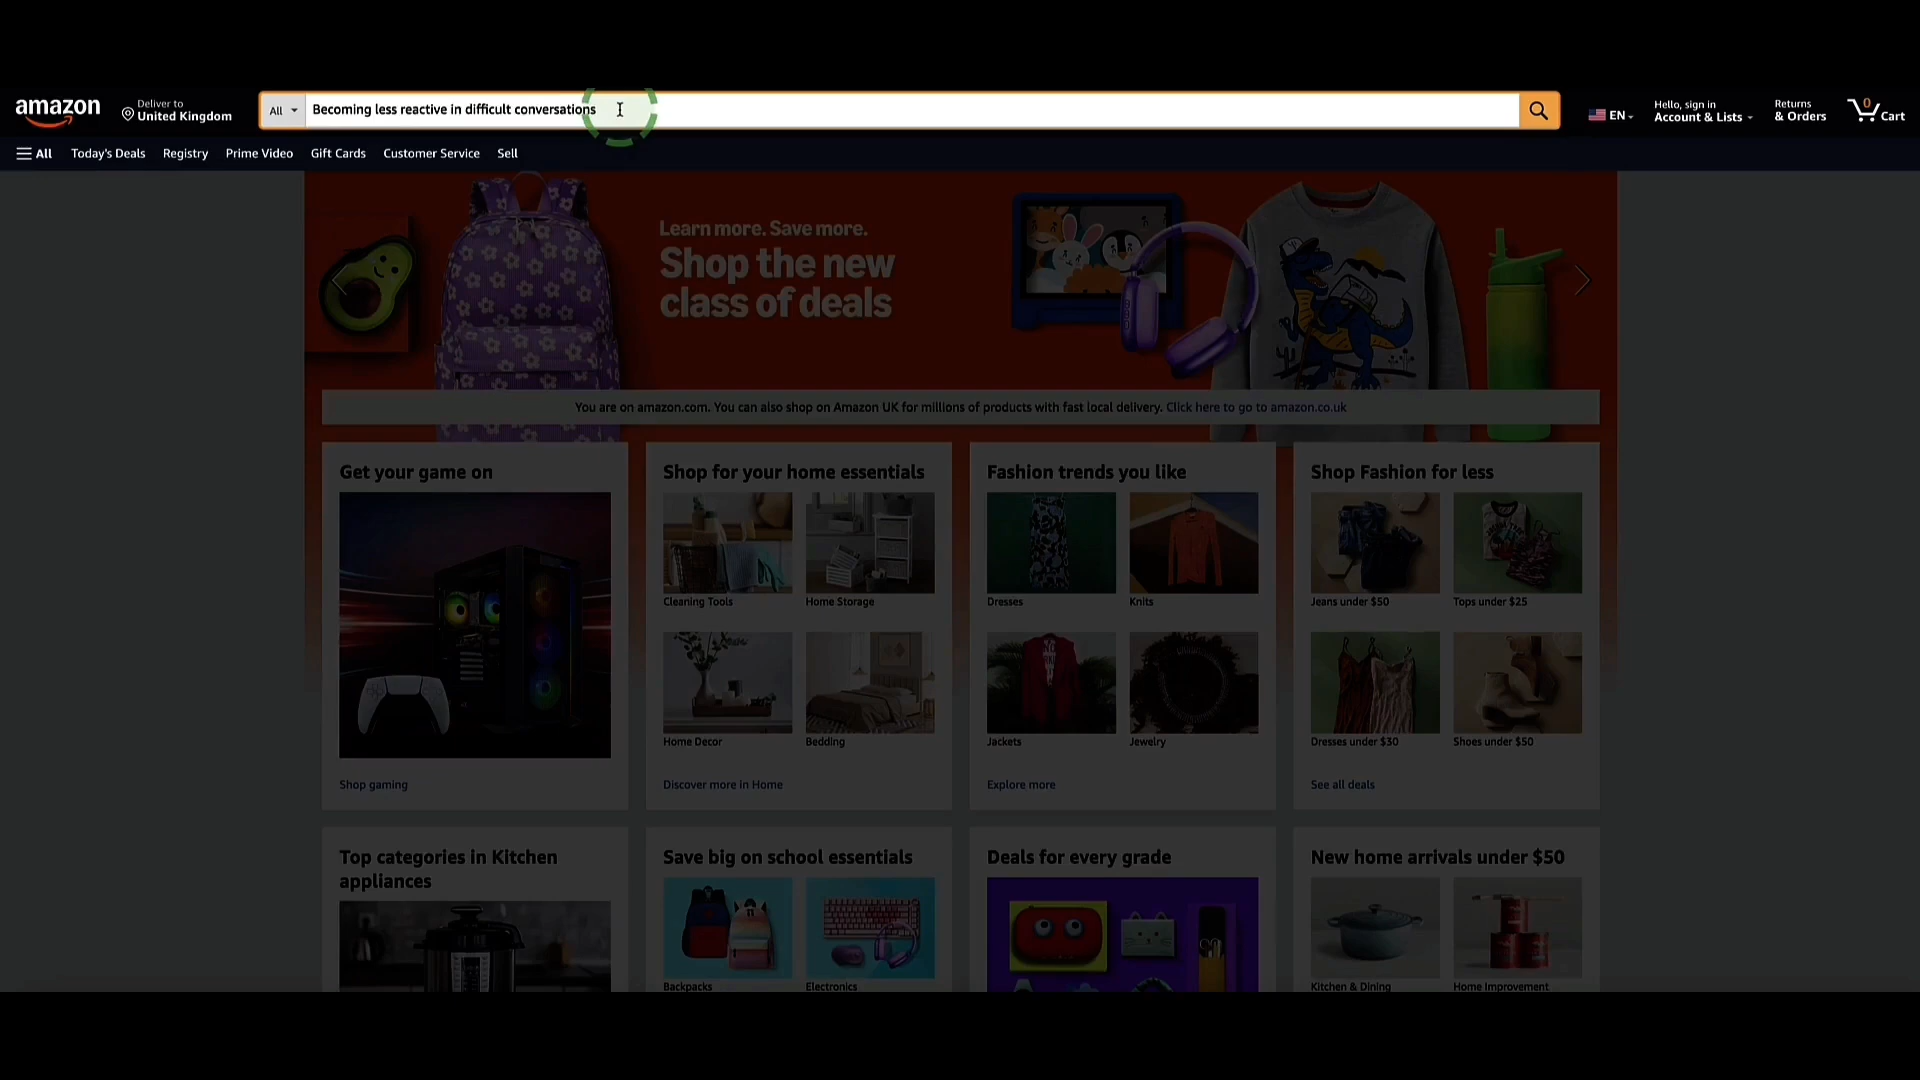 amazon
Deliver to
United Kingdom
All
Becoming less reactive in difficult conversations
EN
Hello, sign in
Account & Lists
Returns
& Orders
0
Cart
All
Today's Deals
Registry
Prime Video
Gift Cards
Customer Service
Sell
Learn more. Save more.
Shop the new
class of deals
You are on amazon.com. You can also shop on Amazon UK for millions of products with fast local delivery. Click here to go to amazon.co.uk
Get your game on
Shop gaming
Shop for your home essentials
Cleaning Tools
Home Storage
Home Decor
Bedding
Discover more in Home
Fashion trends you like
Dresses
Knits
Jackets
Jewelry
Explore more
Shop Fashion for less
Jeans under $50
Tops under $25
Dresses under $30
Shoes under $50
See all deals
Top categories in Kitchen
appliances
Save big on school essentials
Backpacks
Electronics
Deals for every grade
New home arrivals under $50
Kitchen & Dining
Home Improvement